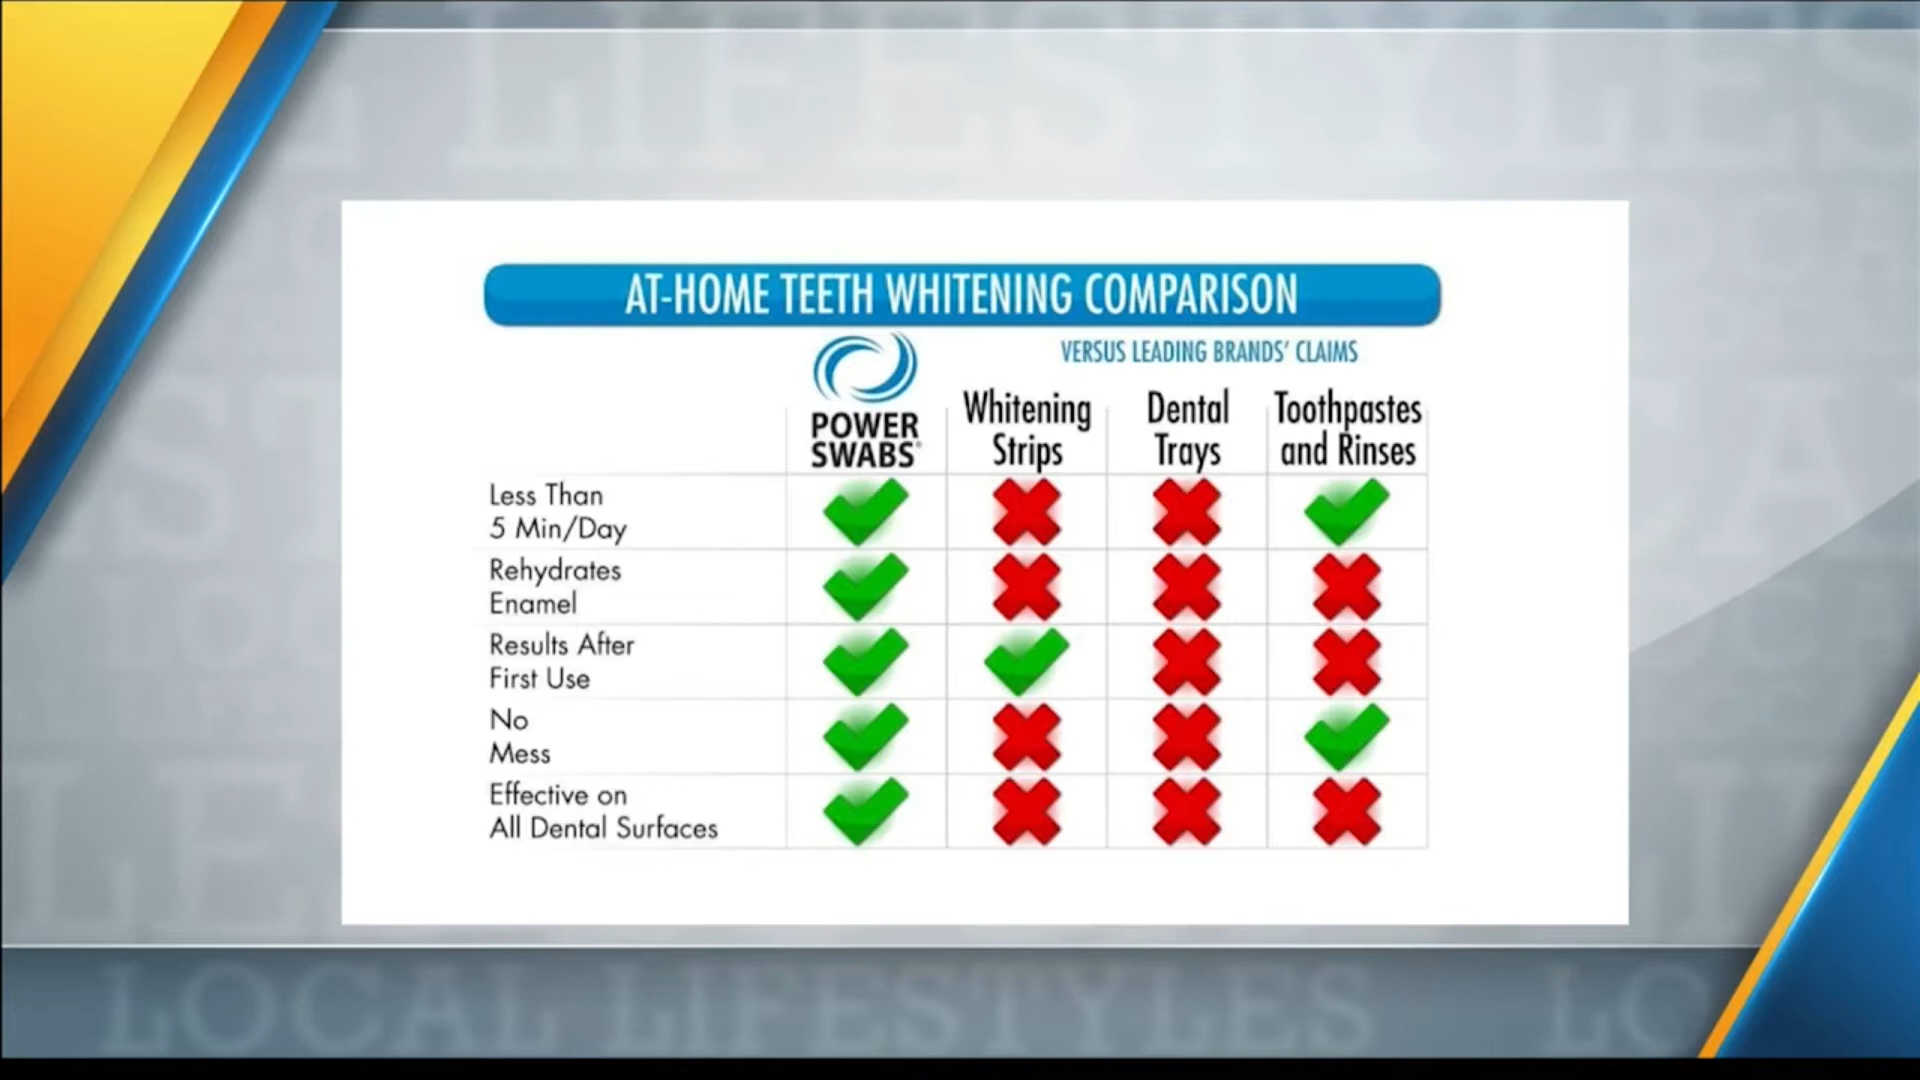 LIFESTYLES
AT-HOME TEETH WHITENING COMPARISON
VERSUS LEADING BRANDS' CLAIMS
POWER
SWABS®
Whitening
Strips
Dental
Trays
Toothpastes
and Rinses
Less Than
5 Min/Day
Rehydrates
Enamel
Results After
First Use
No
Mess
Effective on
All Dental Surfaces
LOCAL LIFESTYLES LO